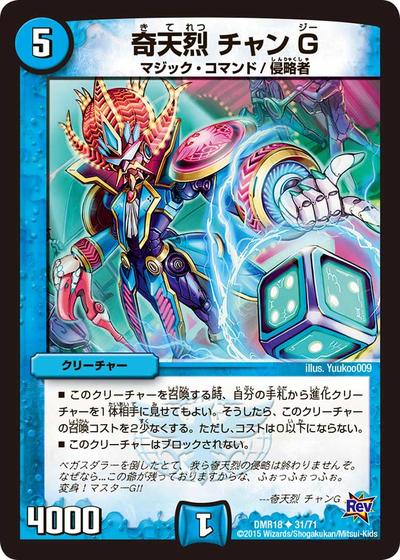 5
きてれつ ジー
奇天烈 チャン G
しんりゃくしゃ
マジック・コマンド / 侵略者
illus. Yuukoo009
クリーチャー
■ このクリーチャーを召喚する時、自分の手札から進化クリー
チャーを1体相手に見せてもよい。そうしたら、このクリーチャー
の召喚コストを2少なくする。ただし、コストは0以下にならない。
■ このクリーチャーはブロックされない。
ペガスダラーを倒したとて、我ら奇天烈の侵略は終わらないぞ。
なぜなら…この爺が残っておりますからな、ふぉっふぉっふぉっ。
変身！マスターG!!
---奇天烈 チャンG
4000
1
DMR18 ◆ 31/71
©2015 Wizards/Shogakukan/Mitsui-Kids
Rev